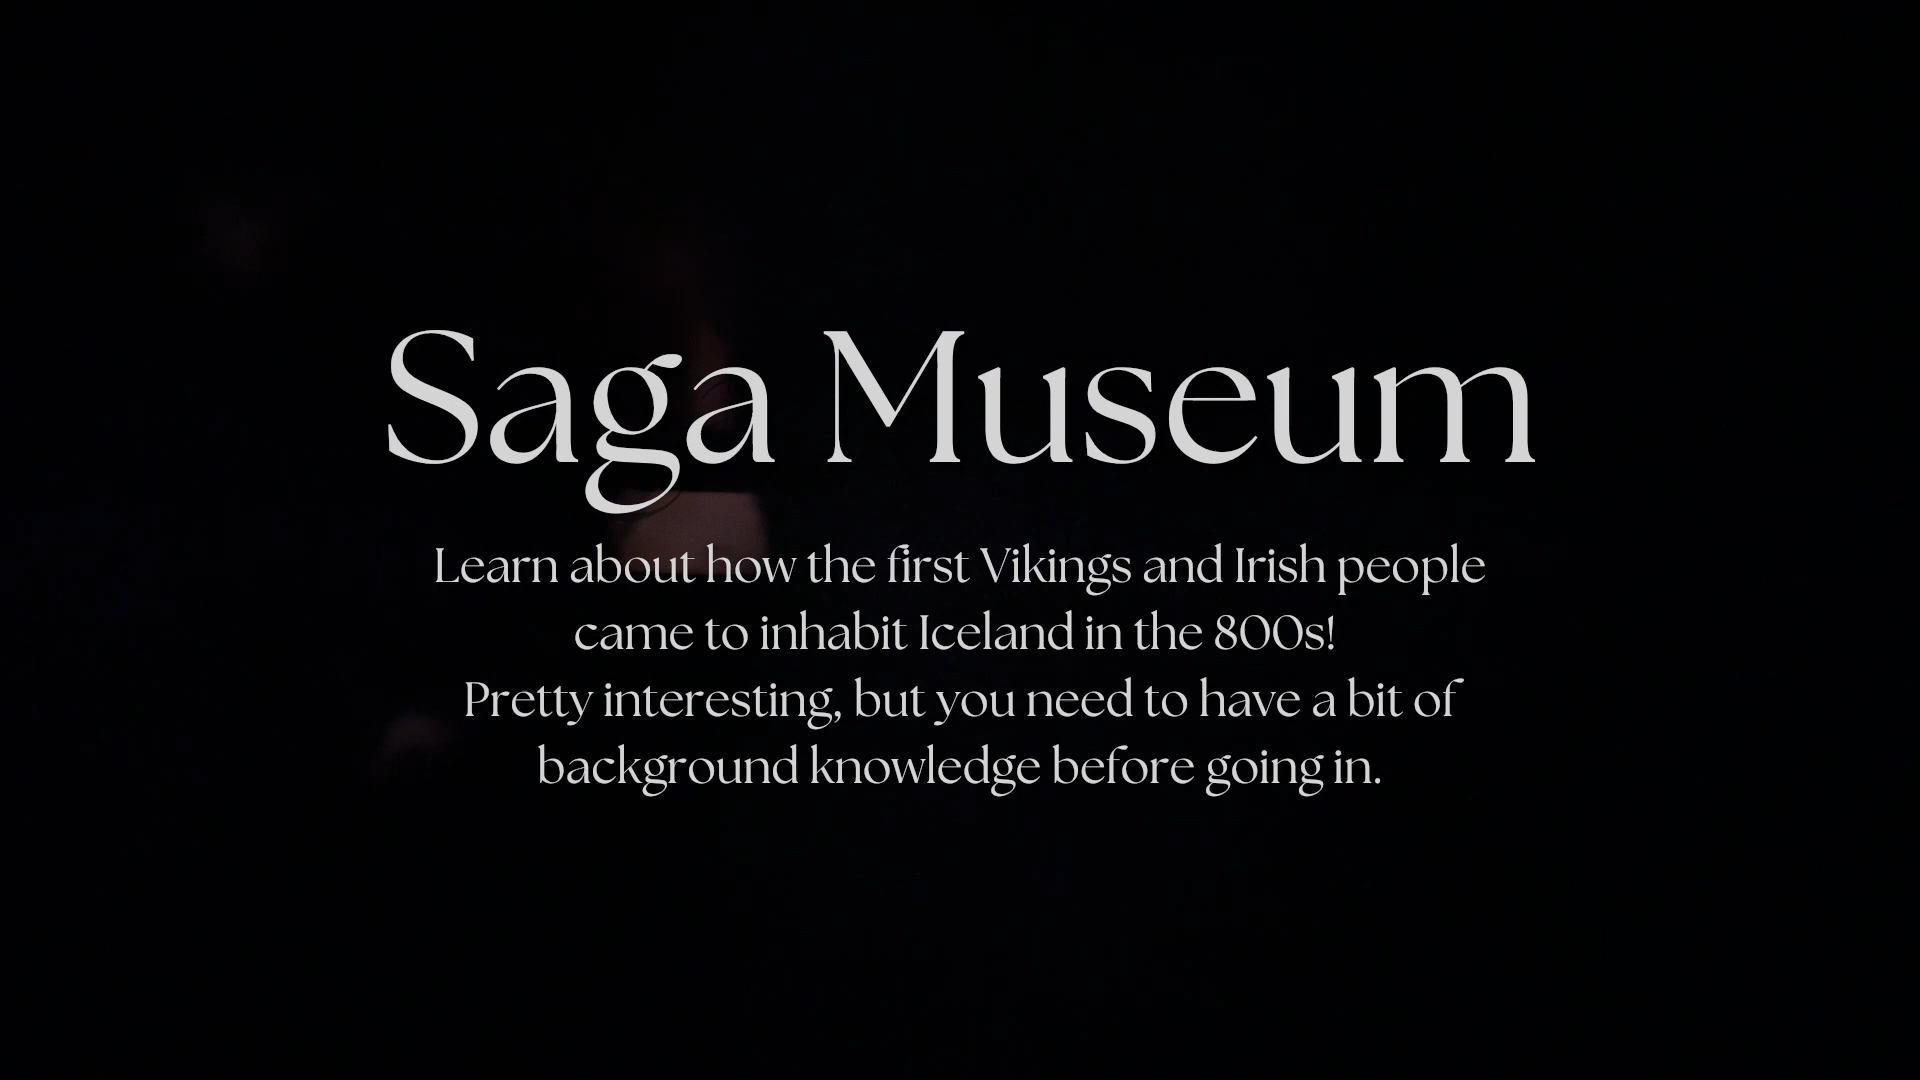 Saga Museum
Learn about how the first Vikings and Irish people
came to inhabit Iceland in the 800s!
Pretty interesting, but you need to have a bit of
background knowledge before going in.